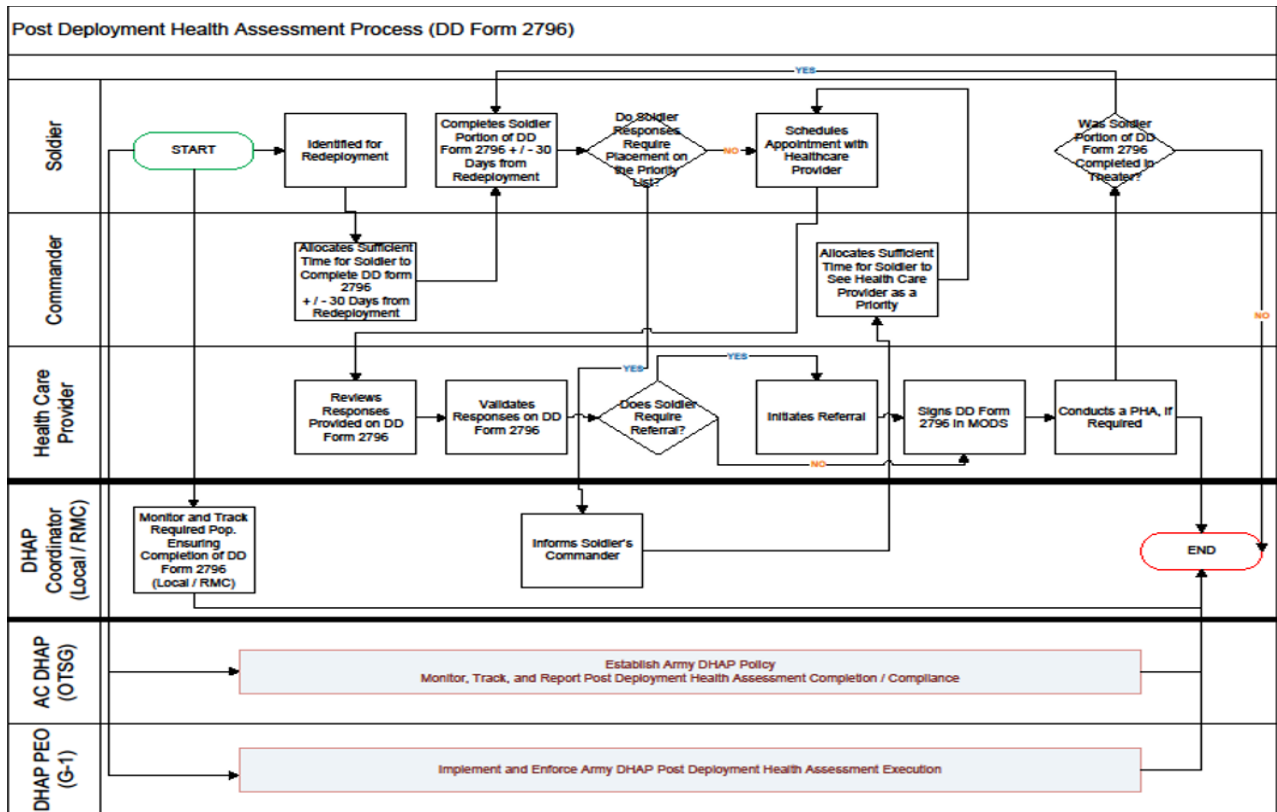 Post Deployment Health Assessment Process (DD Form 2796)
YES
Soldier
START
Identified for
Redeployment
Completes Soldier
Portion of DD
Form 2796 + / - 30
Days from
Redeployment
Do Soldier
Responses
Require
Placement on
the Priority
List?
NO
Schedules
Appointment with
Healthcare
Provider
Was Soldier
Portion of DD
Form 2796
Completed in
Theater?
Commander
Allocates Sufficient
Time for Soldier to
Complete DD form
2796
+ / - 30 Days from
Redeployment
Allocates Sufficient
Time for Soldier to
See Health Care
Provider as a
Priority
NO
Health Care
Provider
YES
YES
Reviews
Responses
Provided on DD
Form 2796
Validates
Responses on DD
Form 2796
Does Soldier
Require
Referral?
Initiates Referral
Signs DD Form
2796 in MODS
Conducts a PHA, If
Required
NO
DHAP
Coordinator
(Local / RMC)
Monitor and Track
Required Pop.
Ensuring
Completion of DD
Form 2796
(Local / RMC)
Informs Soldier's
Commander
END
AC DHAP
(OTSG)
Establish Army DHAP Policy
Monitor, Track, and Report Post Deployment Health Assessment Completion / Compliance
DHAP PEO
(G-1)
Implement and Enforce Army DHAP Post Deployment Health Assessment Execution